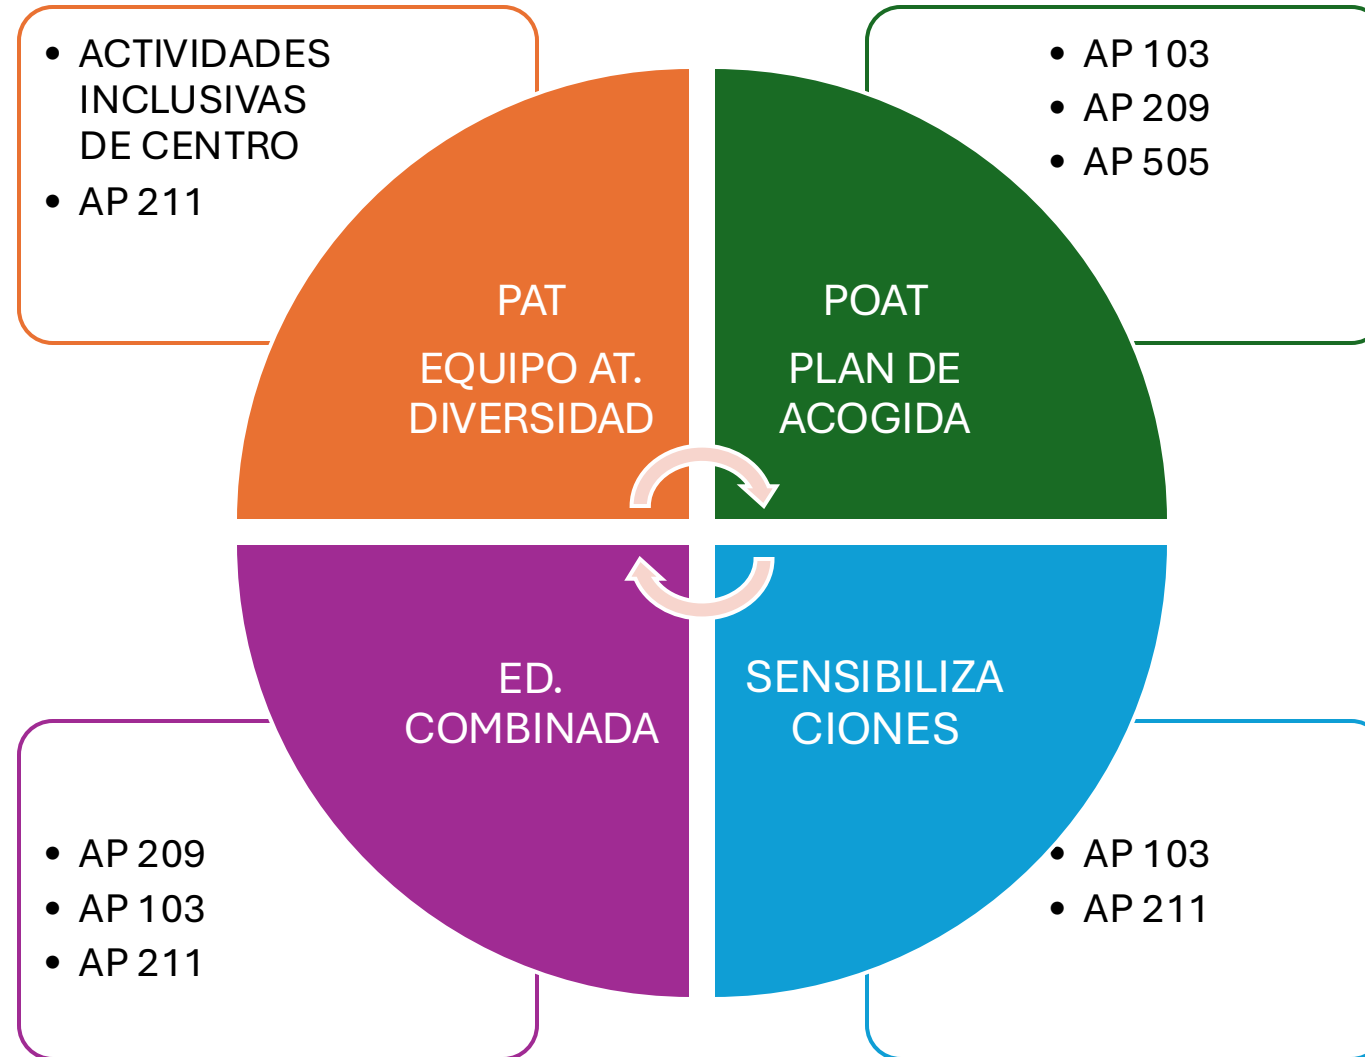 • ACTIVIDADES
INCLUSIVAS
DE CENTRO
• AP 211
• AP 103
• AP 209
• AP 505
PAT
EQUIPO AT.
DIVERSIDAD
POAT
PLAN DE
ACOGIDA
ED.
COMBINADA
SENSIBILIZA
CIONES
• AP 209
• AP 103
• AP 211
• AP 103
• AP 211